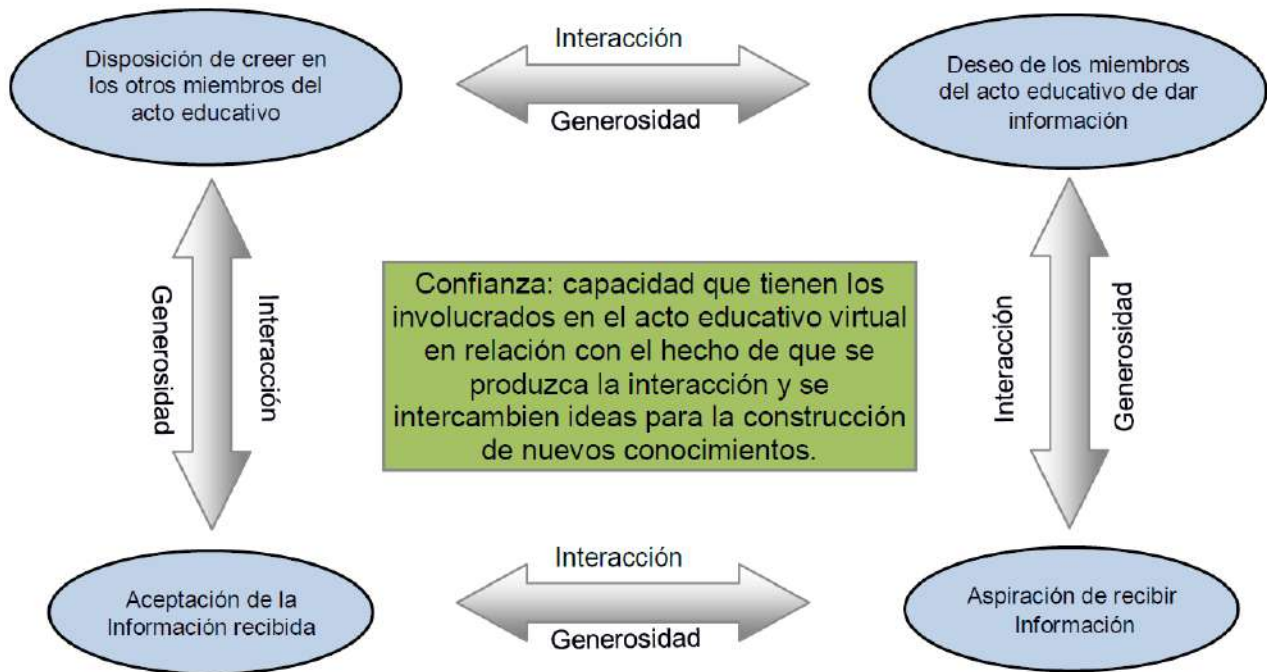 Disposición de creer en
los otros miembros del
acto educativo
Interacción
Generosidad
Deseo de los miembros
del acto educativo de dar
información
Generosidad
Interacción
Confianza: capacidad que tienen los
involucrados en el acto educativo virtual
en relación con el hecho de que se
produzca la interacción y se
intercambien ideas para la construcción
de nuevos conocimientos.
Interacción
Generosidad
Aceptación de la
Información recibida
Interacción
Generosidad
Aspiración de recibir
Información